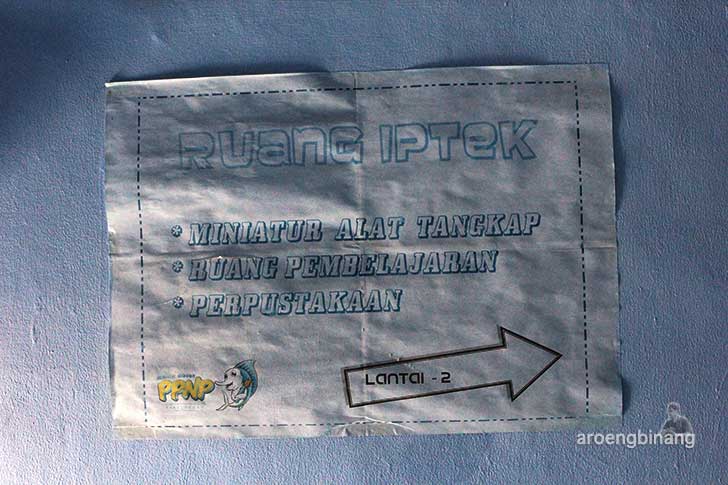 RUANG IPTEK
* MINIATUR ALAT TANGKAP
* RUANG PEMBELAJARAN
* PERPUSTAKAAN
PPNP
LANTAI - 2
aroengbinang